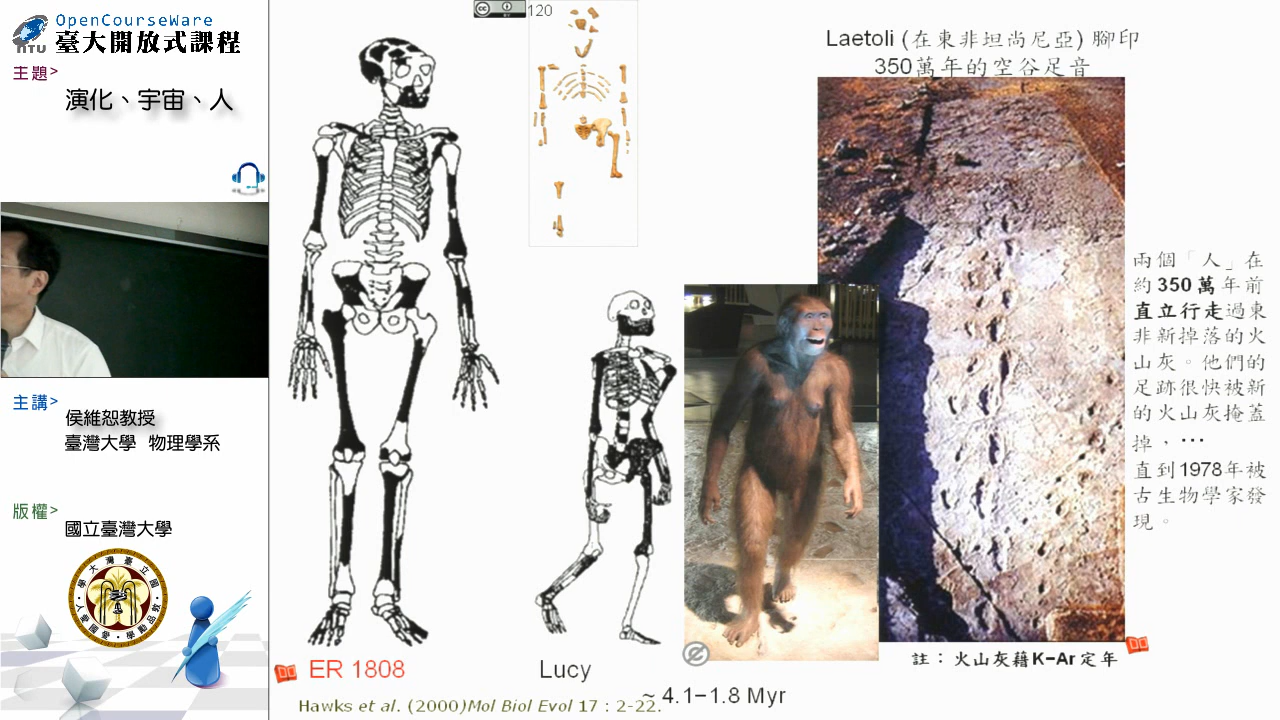 OpenCourseWare
NTU
臺大開放式課程
主題>
演化、宇宙、人
主講>
侯維恕教授
臺灣大學 物理學系
版權>
國立臺灣大學
cc
120
Laetoli (在東非坦尚尼亞) 腳印
350萬年的空谷足音
兩個「人」在
約350萬年前
直立行走過東
非新掉落的火
山灰。他們的
足跡很快被新
的火山灰掩蓋
掉，…
直到1978年被
古生物學家發
現。
註：火山灰藉K-Ar定年
ER 1808
Lucy
~ 4.1-1.8 Myr
Hawks et al. (2000)Mol Biol Evol 17 : 2-22.